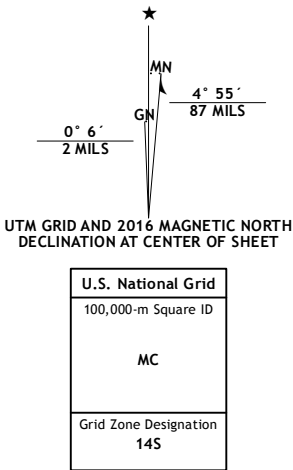 ★
MN
GN
4° 55´
87 MILS
0° 6´
2 MILS
UTM GRID AND 2016 MAGNETIC NORTH
DECLINATION AT CENTER OF SHEET
U.S. National Grid
100,000-m Square ID
MC
Grid Zone Designation
14S